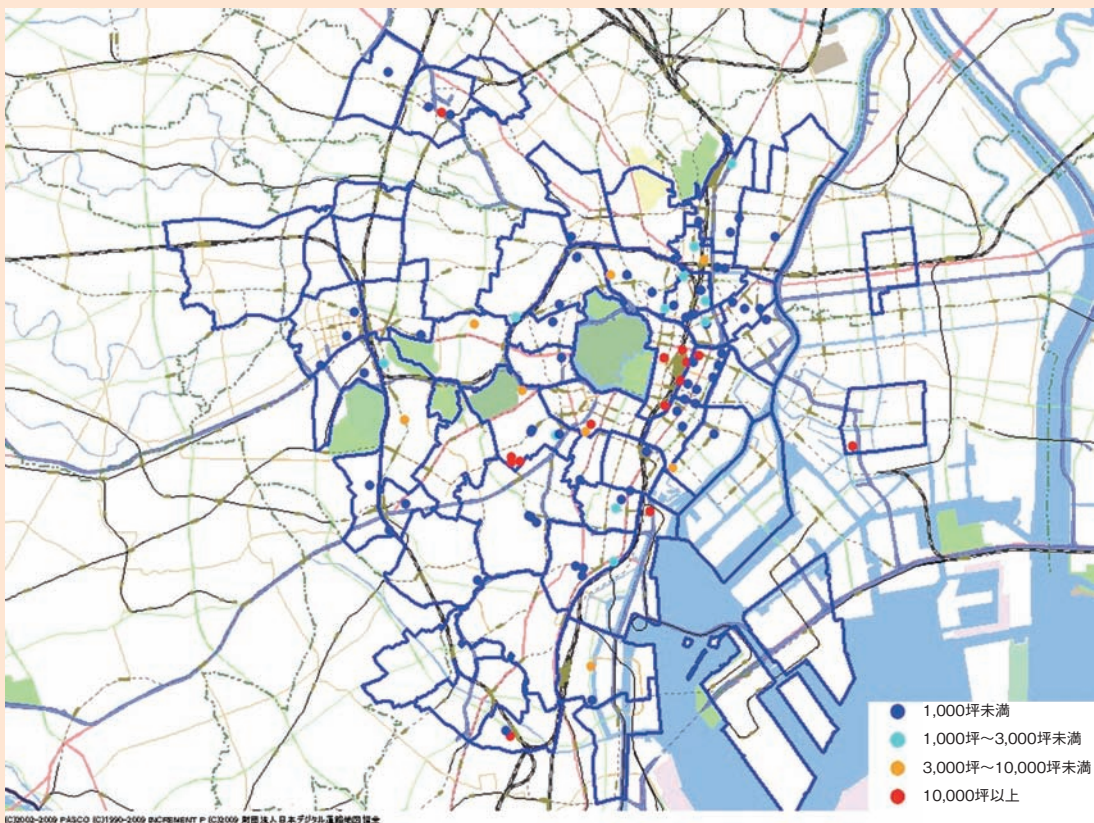 1,000坪未満
1,000坪～3,000坪未満
3,000坪～10,000坪未満
10,000坪以上
(C)2002-2009 PASCO (C)1990-2009 INCREMENT P (C)2009 財団法人日本デジタル道路地図協会